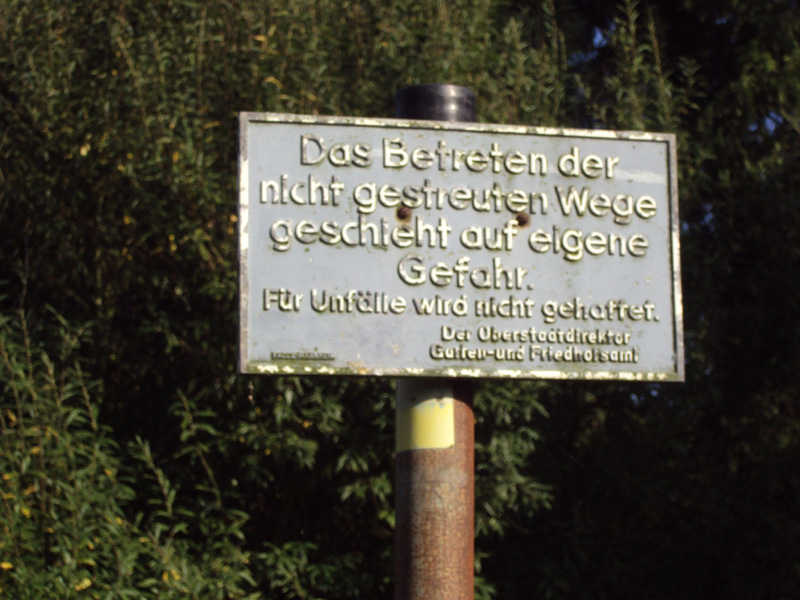 Das Betreten der
nicht gestreuten Wege
geschieht auf eigene
Gefahr.
Für Unfälle wird nicht gehaftet.
Der Oberstadtdirektor
Garten-und Friedhofsamt